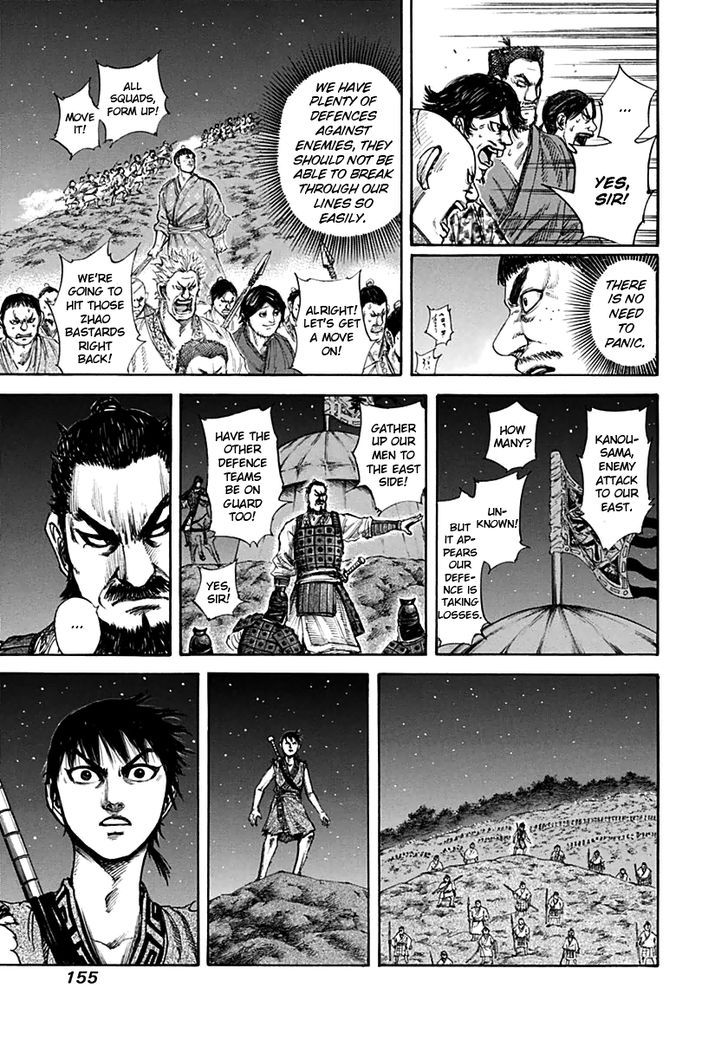 ...
YES,
SIR!
WE HAVE
PLENTY OF
DEFENCES
AGAINST
ENEMIES, THEY
SHOULD NOT BE
ABLE TO BREAK
THROUGH OUR
LINES SO
EASILY.
ALL
SQUADS,
FORM UP!
MOVE
IT!
THERE
IS NO
NEED
TO
PANIC.
ALRIGHT!
LET'S GET
A MOVE
ON!
WE'RE
GOING TO
HIT THOSE
ZHAO
BASTARDS
RIGHT
BACK!
KANOU-
SAMA,
ENEMY
ATTACK
TO OUR
EAST.
HOW
MANY?
UN-
KNOWN!
BUT
IT AP-
PEARS
OUR
DEFE-
NCE IS
TAKING
LOSSES.
GATHER
UP OUR
MEN TO
THE EAST
SIDE!
HAVE THE
OTHER
DEFENCE
TEAMS
BE ON
GUARD
TOO!
YES,
SIR!
...
155